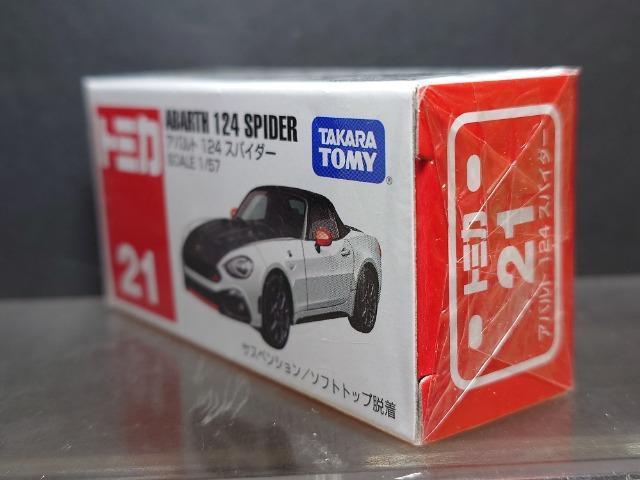 トミカ
21
ABARTH 124 SPIDER
アバルト 124 スパイダー
SCALE 1/57
TAKARA
TOMY
®
サスペンション/ソフトトップ脱着
トミカ
21
アバルト 124 スパイダー